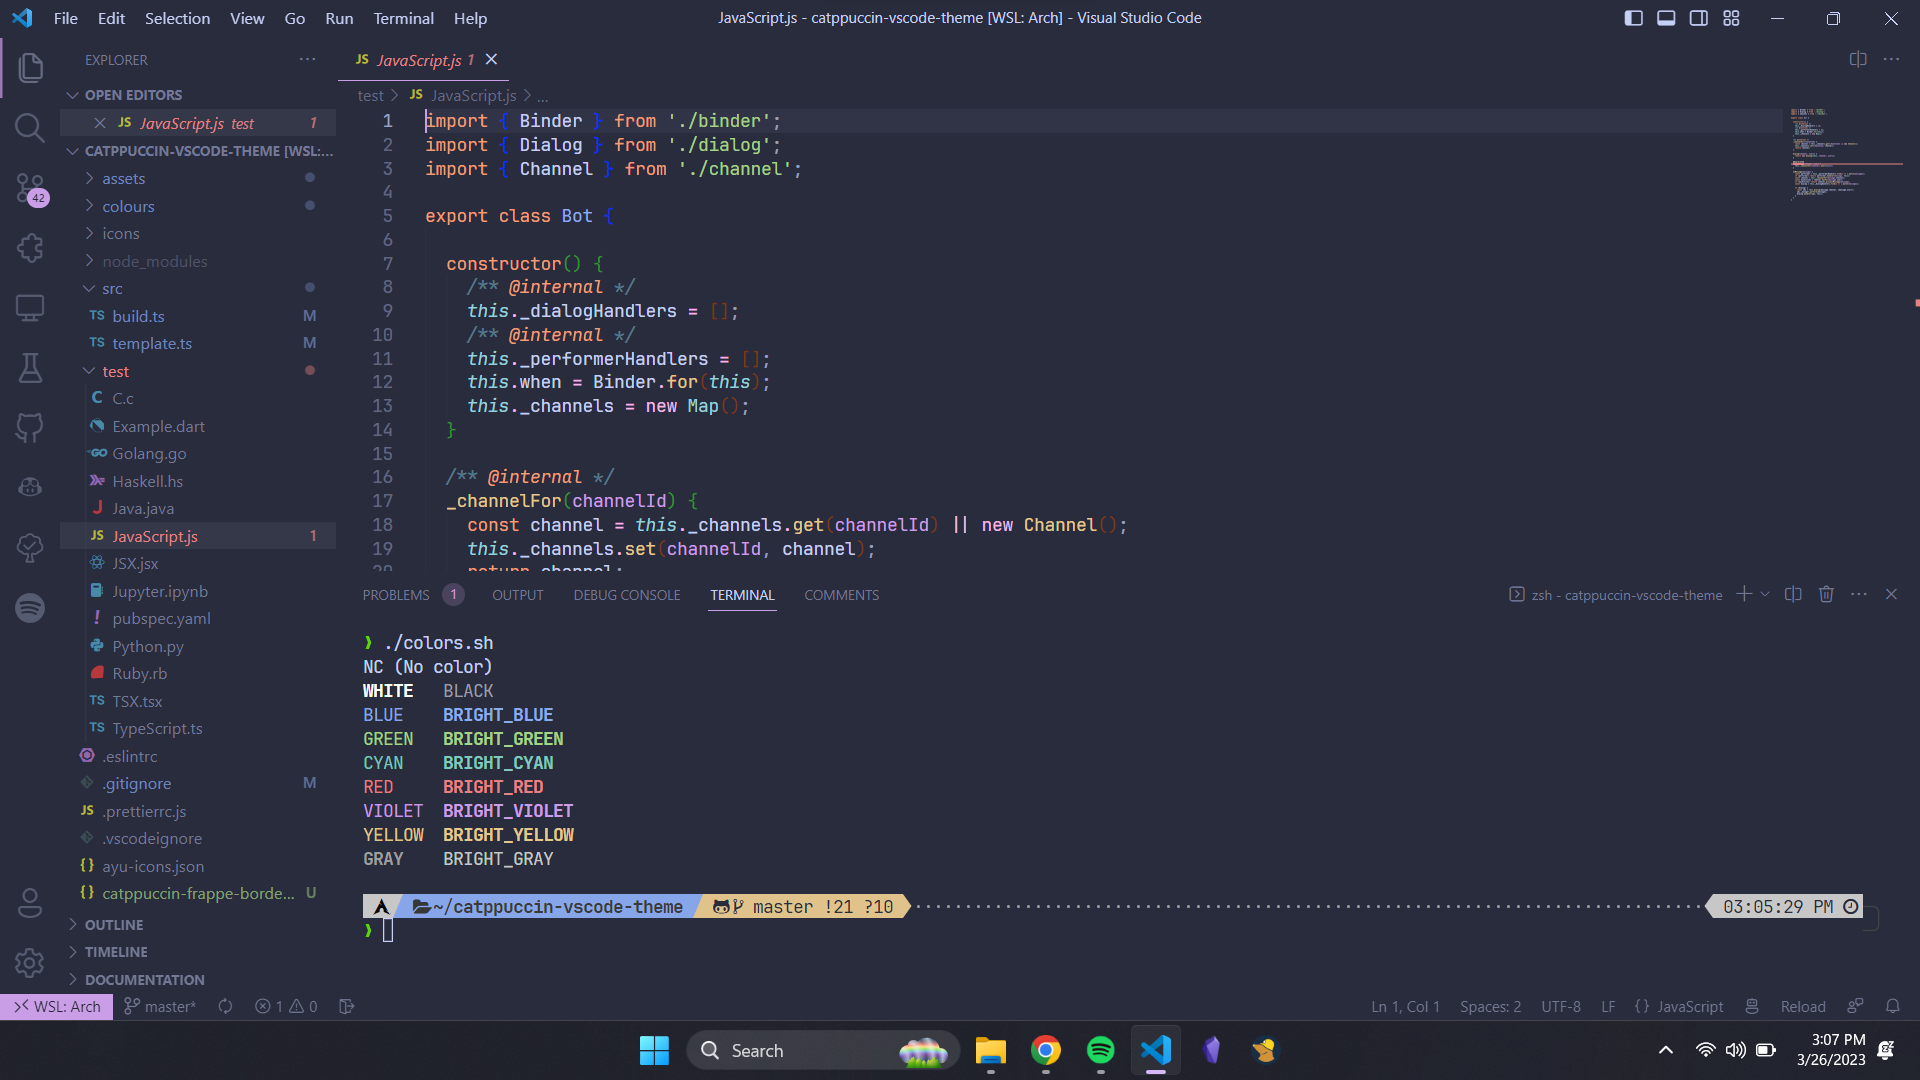 File Edit Selection View Go Run Terminal Help
JavaScript.js - catppuccin-vscode-theme [WSL: Arch] - Visual Studio Code
EXPLORER
OPEN EDITORS
JS JavaScript.js test 1
CATPPUCCIN-VSCODE-THEME [WSL:...
assets
colours
icons
node_modules
src
TS build.ts M
TS template.ts M
test
C C.c
Example.dart
GO Golang.go
Haskell.hs
J Java.java
JS JavaScript.js 1
JSX.jsx
Jupyter.ipynb
! pubspec.yaml
Python.py
Ruby.rb
TS TSX.tsx
TS TypeScript.ts
.eslintrc
.gitignore M
JS .prettierrc.js
.vscodeignore
{} ayu-icons.json
{} catppuccin-frappe-borde... U
OUTLINE
TIMELINE
DOCUMENTATION
42
JS JavaScript.js 1
test > JS JavaScript.js > ...
1 import { Binder } from './binder';
2 import { Dialog } from './dialog';
3 import { Channel } from './channel';
4
5 export class Bot {
6
7 constructor() {
8 /** @internal */
9 this._dialogHandlers = [];
10 /** @internal */
11 this._performerHandlers = [];
12 this.when = Binder.for(this);
13 this._channels = new Map();
14 }
15
16 /** @internal */
17 _channelFor(channelId) {
18 const channel = this._channels.get(channelId) || new Channel();
19 this._channels.set(channelId, channel);
20 return channel;
PROBLEMS 1 OUTPUT DEBUG CONSOLE TERMINAL COMMENTS
zsh - catppuccin-vscode-theme
❯ ./colors.sh
NC (No color)
WHITE BLACK
BLUE BRIGHT_BLUE
GREEN BRIGHT_GREEN
CYAN BRIGHT_CYAN
RED BRIGHT_RED
VIOLET BRIGHT_VIOLET
YELLOW BRIGHT_YELLOW
GRAY BRIGHT_GRAY
~/catppuccin-vscode-theme master !21 ?10 03:05:29 PM
❯
WSL: Arch master* 1 0
Ln 1, Col 1 Spaces: 2 UTF-8 LF {} JavaScript Reload
Search
3:07 PM
3/26/2023